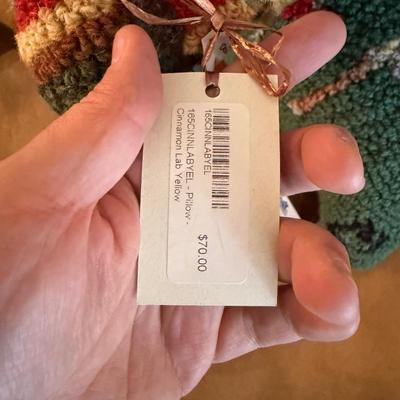 165CINNLABYEL
$70.00
165CINNLABYEL - Pillow -
Cinnamon Lab Yellow